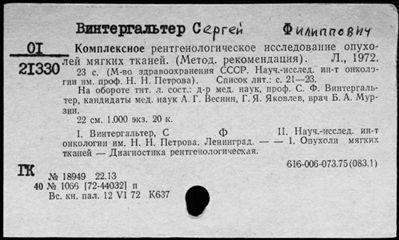 Винтергальтер Сергей Филиппович
01
21330
Комплексное рентгенологическое исследование опухо-
лей мягких тканей. (Метод. рекомендация). Л., 1972.
23 с. (М-во здравоохранения СССР. Науч.-исслед. ин-т онколо-
гии им. проф. Н. Н. Петрова). Список лит.: с. 21—23.
На обороте тит. л. сост.: д-р мед. наук, проф. С. Ф. Винтергаль-
тер, кандидаты мед. наук А. Г. Веснин, Г. Я. Яковлев, врач Б. А. Мур-
зин.
22 см. 1.000 экз. 20 к.
I. Винтергальтер, С Ф II. Науч.-исслед. ин-т
онкологии им. Н. Н. Петрова. Ленинград. — — 1. Опухоли мягких
тканей — Диагностика рентгенологическая.
616-006-073.75(083.1)
ГК
№ 18949 22.13
40 № 1066 [72-44032] п
Вс. кн. пал. 12 VI 72 К637